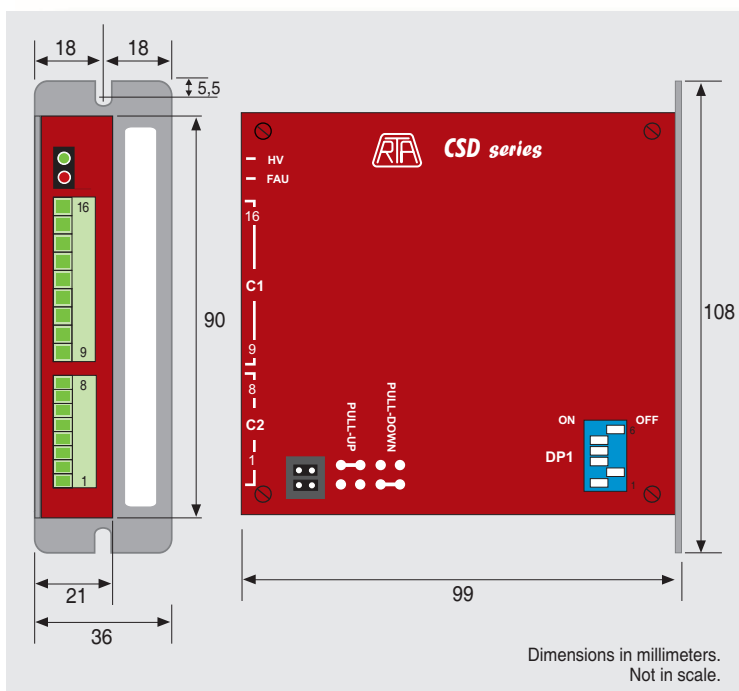 18 18
5,5
RTA CSD series
HV
FAU
16
16
C1
90
108
9
9
8
8
PULL-UP
PULL-DOWN
C2
ON OFF
6
DP1
1
1
1
21
99
36
Dimensions in millimeters.
Not in scale.